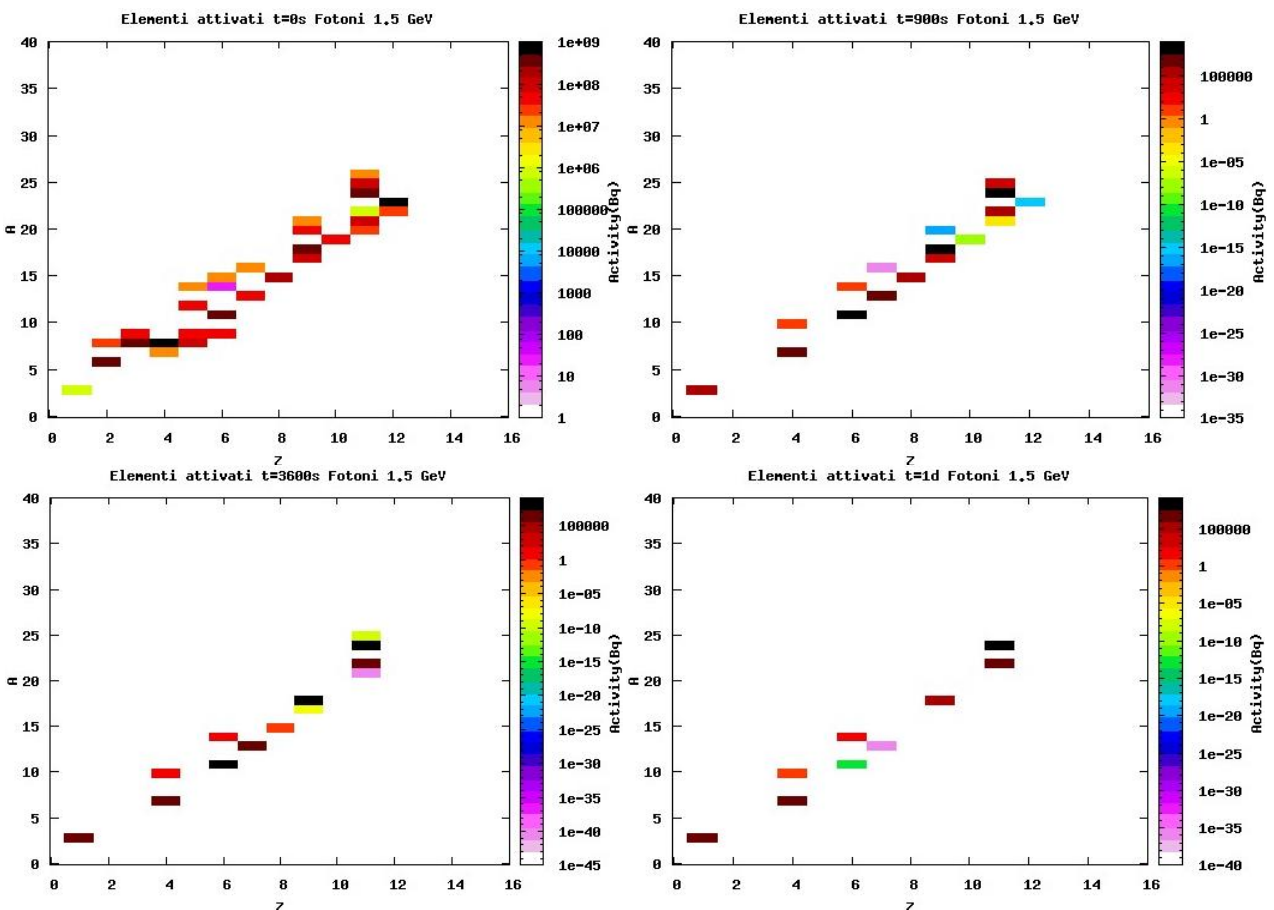 Elementi attivati t=0s Fotoni 1.5 GeV
40
35
30
25
20
15
10
5
0
A
0 2 4 6 8 10 12 14 16
Z
1e+09
1e+08
1e+07
1e+06
100000
10000
1000
100
10
1
Activity(Bq)
Elementi attivati t=900s Fotoni 1.5 GeV
40
35
30
25
20
15
10
5
0
A
0 2 4 6 8 10 12 14 16
Z
100000
1
1e-05
1e-10
1e-15
1e-20
1e-25
1e-30
1e-35
Activity(Bq)
Elementi attivati t=3600s Fotoni 1.5 GeV
40
35
30
25
20
15
10
5
0
A
0 2 4 6 8 10 12 14 16
Z
100000
1
1e-05
1e-10
1e-15
1e-20
1e-25
1e-30
1e-35
1e-40
1e-45
Activity(Bq)
Elementi attivati t=1d Fotoni 1.5 GeV
40
35
30
25
20
15
10
5
0
A
0 2 4 6 8 10 12 14 16
Z
100000
1
1e-05
1e-10
1e-15
1e-20
1e-25
1e-30
1e-35
1e-40
Activity(Bq)